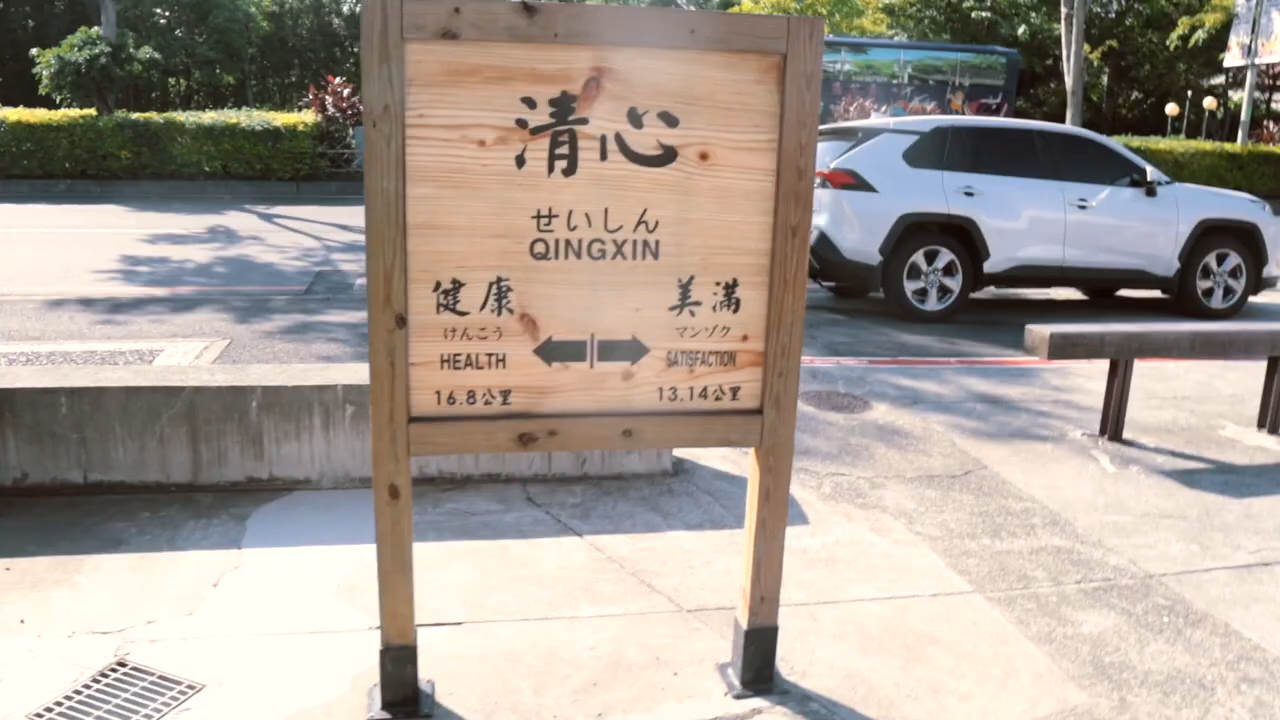 清心
せいしん
QINGXIN
健康 美滿
けんこう マンゾク
HEALTH SATISFACTION
16.8公里 13.14公里